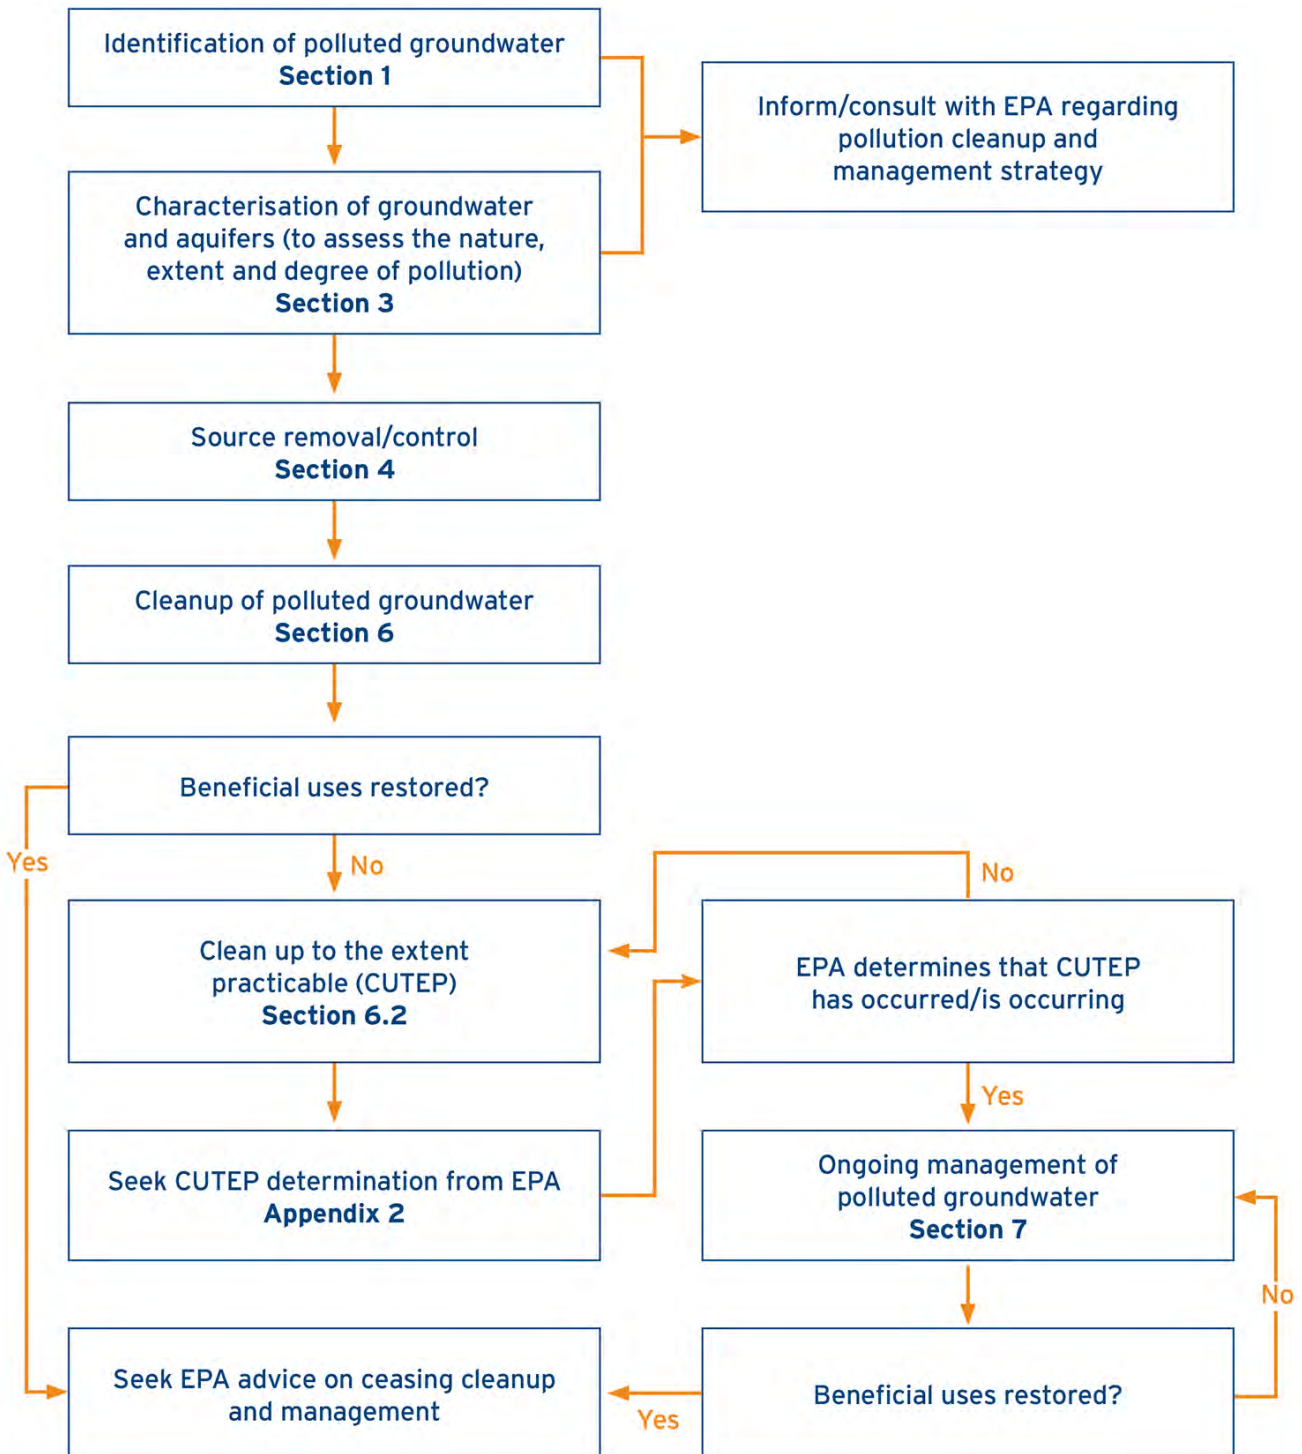 Identification of polluted groundwater
Section 1
Inform/consult with EPA regarding
pollution cleanup and
management strategy
Characterisation of groundwater
and aquifers (to assess the nature,
extent and degree of pollution)
Section 3
Source removal/control
Section 4
Cleanup of polluted groundwater
Section 6
Beneficial uses restored?
Yes
No
No
Clean up to the extent
practicable (CUTEP)
Section 6.2
EPA determines that CUTEP
has occurred/is occurring
Yes
Seek CUTEP determination from EPA
Appendix 2
Ongoing management of
polluted groundwater
Section 7
No
Seek EPA advice on ceasing cleanup
and management
Yes
Beneficial uses restored?